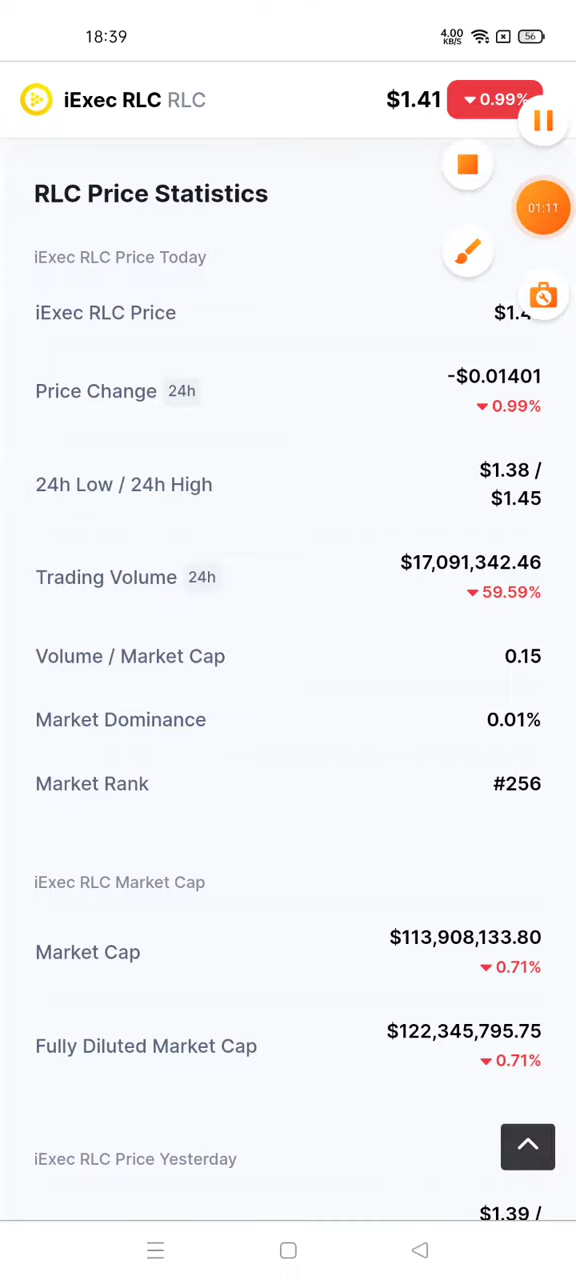 18:39
4.00
KB/S
56
iExec RLC RLC
$1.41
0.99%
01:11
RLC Price Statistics
iExec RLC Price Today
iExec RLC Price
Price Change 24h
-$0.01401
0.99%
24h Low / 24h High
$1.38 /
$1.45
Trading Volume 24h
$17,091,342.46
59.59%
Volume / Market Cap
0.15
Market Dominance
0.01%
Market Rank
#256
iExec RLC Market Cap
Market Cap
$113,908,133.80
0.71%
Fully Diluted Market Cap
$122,345,795.75
0.71%
iExec RLC Price Yesterday
$1.39 /